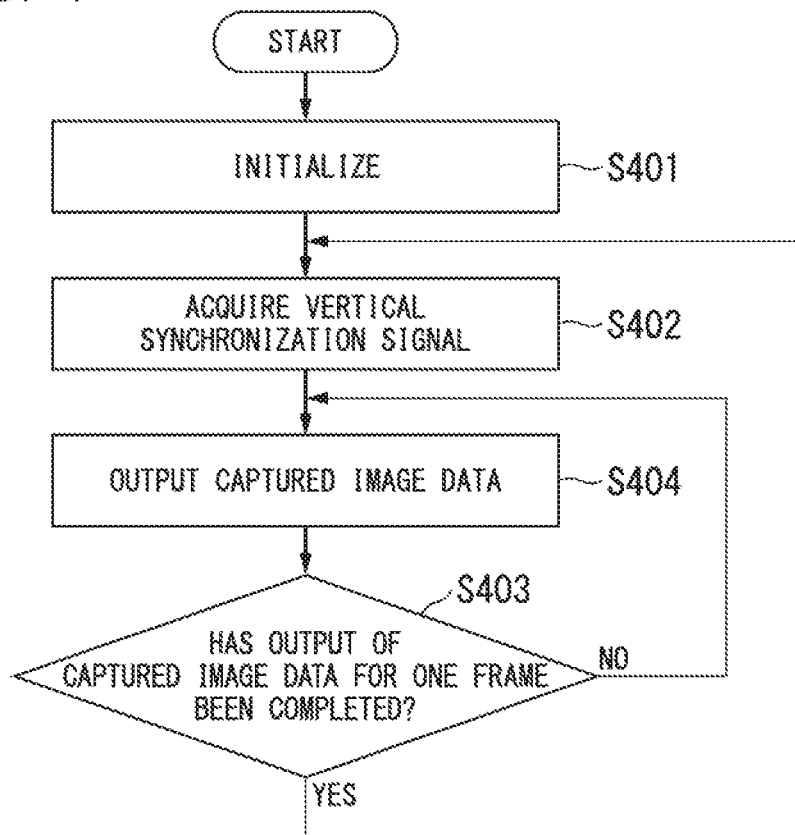 START
INITIALIZE
S401
ACQUIRE VERTICAL
SYNCHRONIZATION SIGNAL
S402
OUTPUT CAPTURED IMAGE DATA
S404
S403
HAS OUTPUT OF
CAPTURED IMAGE DATA FOR ONE FRAME
BEEN COMPLETED?
NO
YES